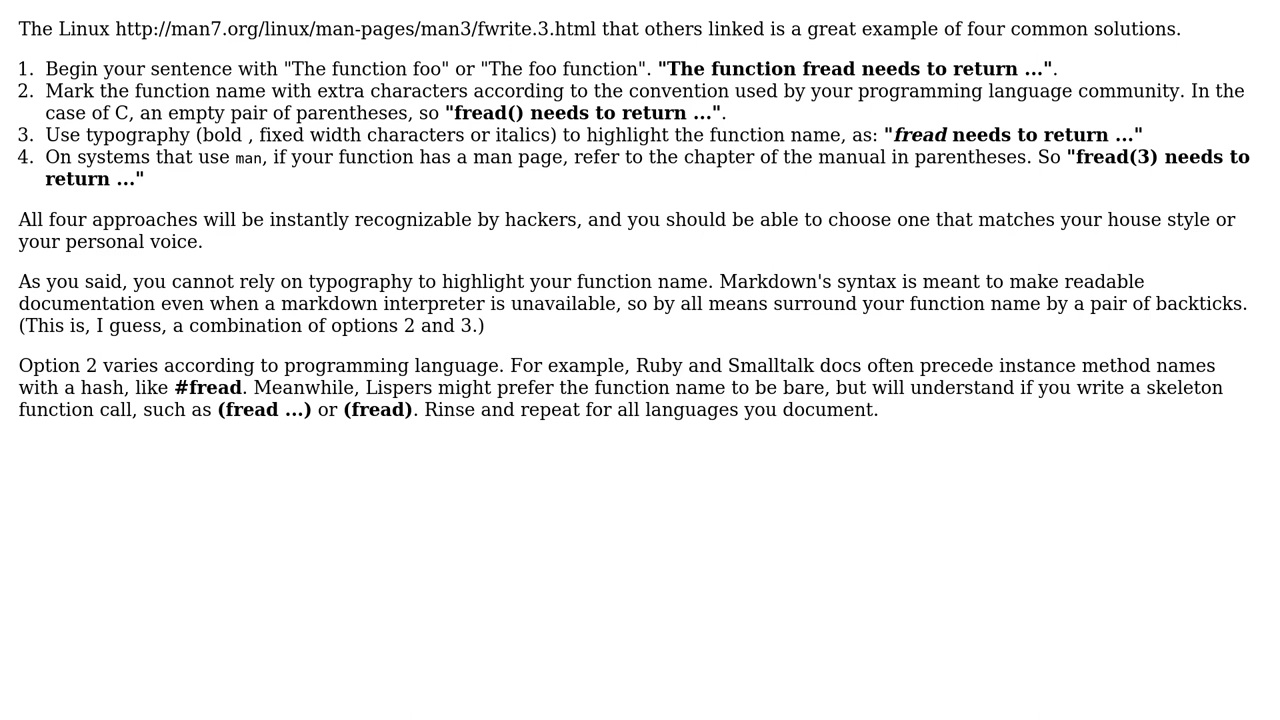 The Linux http://man7.org/linux/man-pages/man3/fwrite.3.html that others linked is a great example of four common solutions.
1. Begin your sentence with "The function foo" or "The foo function". "The function fread needs to return ...".
2. Mark the function name with extra characters according to the convention used by your programming language community. In the
case of C, an empty pair of parentheses, so "fread() needs to return ...".
3. Use typography (bold , fixed width characters or italics) to highlight the function name, as: "fread needs to return ..."
4. On systems that use man, if your function has a man page, refer to the chapter of the manual in parentheses. So "fread(3) needs to
return ..."
All four approaches will be instantly recognizable by hackers, and you should be able to choose one that matches your house style or
your personal voice.
As you said, you cannot rely on typography to highlight your function name. Markdown's syntax is meant to make readable
documentation even when a markdown interpreter is unavailable, so by all means surround your function name by a pair of backticks.
(This is, I guess, a combination of options 2 and 3.)
Option 2 varies according to programming language. For example, Ruby and Smalltalk docs often precede instance method names
with a hash, like #fread. Meanwhile, Lispers might prefer the function name to be bare, but will understand if you write a skeleton
function call, such as (fread ...) or (fread). Rinse and repeat for all languages you document.